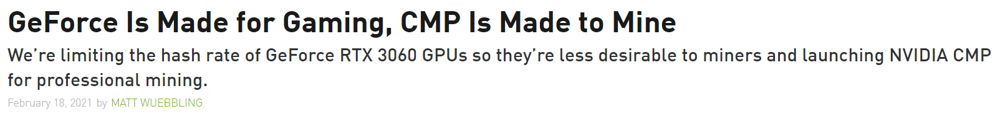 GeForce Is Made for Gaming, CMP Is Made to Mine
We’re limiting the hash rate of GeForce RTX 3060 GPUs so they’re less desirable to miners and launching NVIDIA CMP
for professional mining.
February 18, 2021 by MATT WUEBBLING